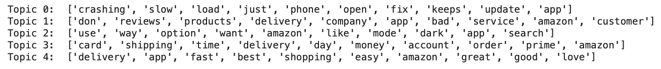 Topic 0:  ['crashing', 'slow', 'load', 'just', 'phone', 'open', 'fix', 'keeps', 'update', 'app']
Topic 1:  ['don', 'reviews', 'products', 'delivery', 'company', 'app', 'bad', 'service', 'amazon', 'customer']
Topic 2:  ['use', 'way', 'option', 'want', 'amazon', 'like', 'mode', 'dark', 'app', 'search']
Topic 3:  ['card', 'shipping', 'time', 'delivery', 'day', 'money', 'account', 'order', 'prime', 'amazon']
Topic 4:  ['delivery', 'app', 'fast', 'best', 'shopping', 'easy', 'amazon', 'great', 'good', 'love']